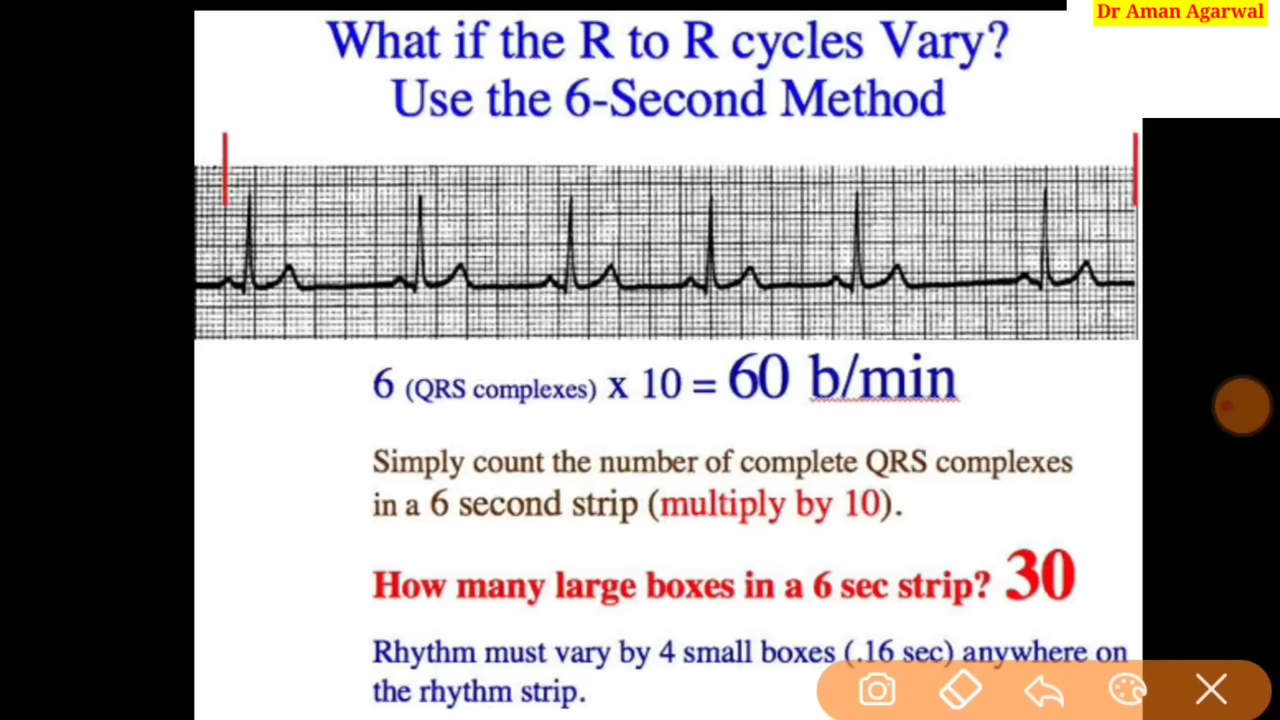 Dr Aman Agarwal
What if the R to R cycles Vary?
Use the 6-Second Method
6 (QRS complexes) x 10 = 60 b/min
Simply count the number of complete QRS complexes
in a 6 second strip (multiply by 10).
How many large boxes in a 6 sec strip? 30
Rhythm must vary by 4 small boxes (.16 sec) anywhere on
the rhythm strip.